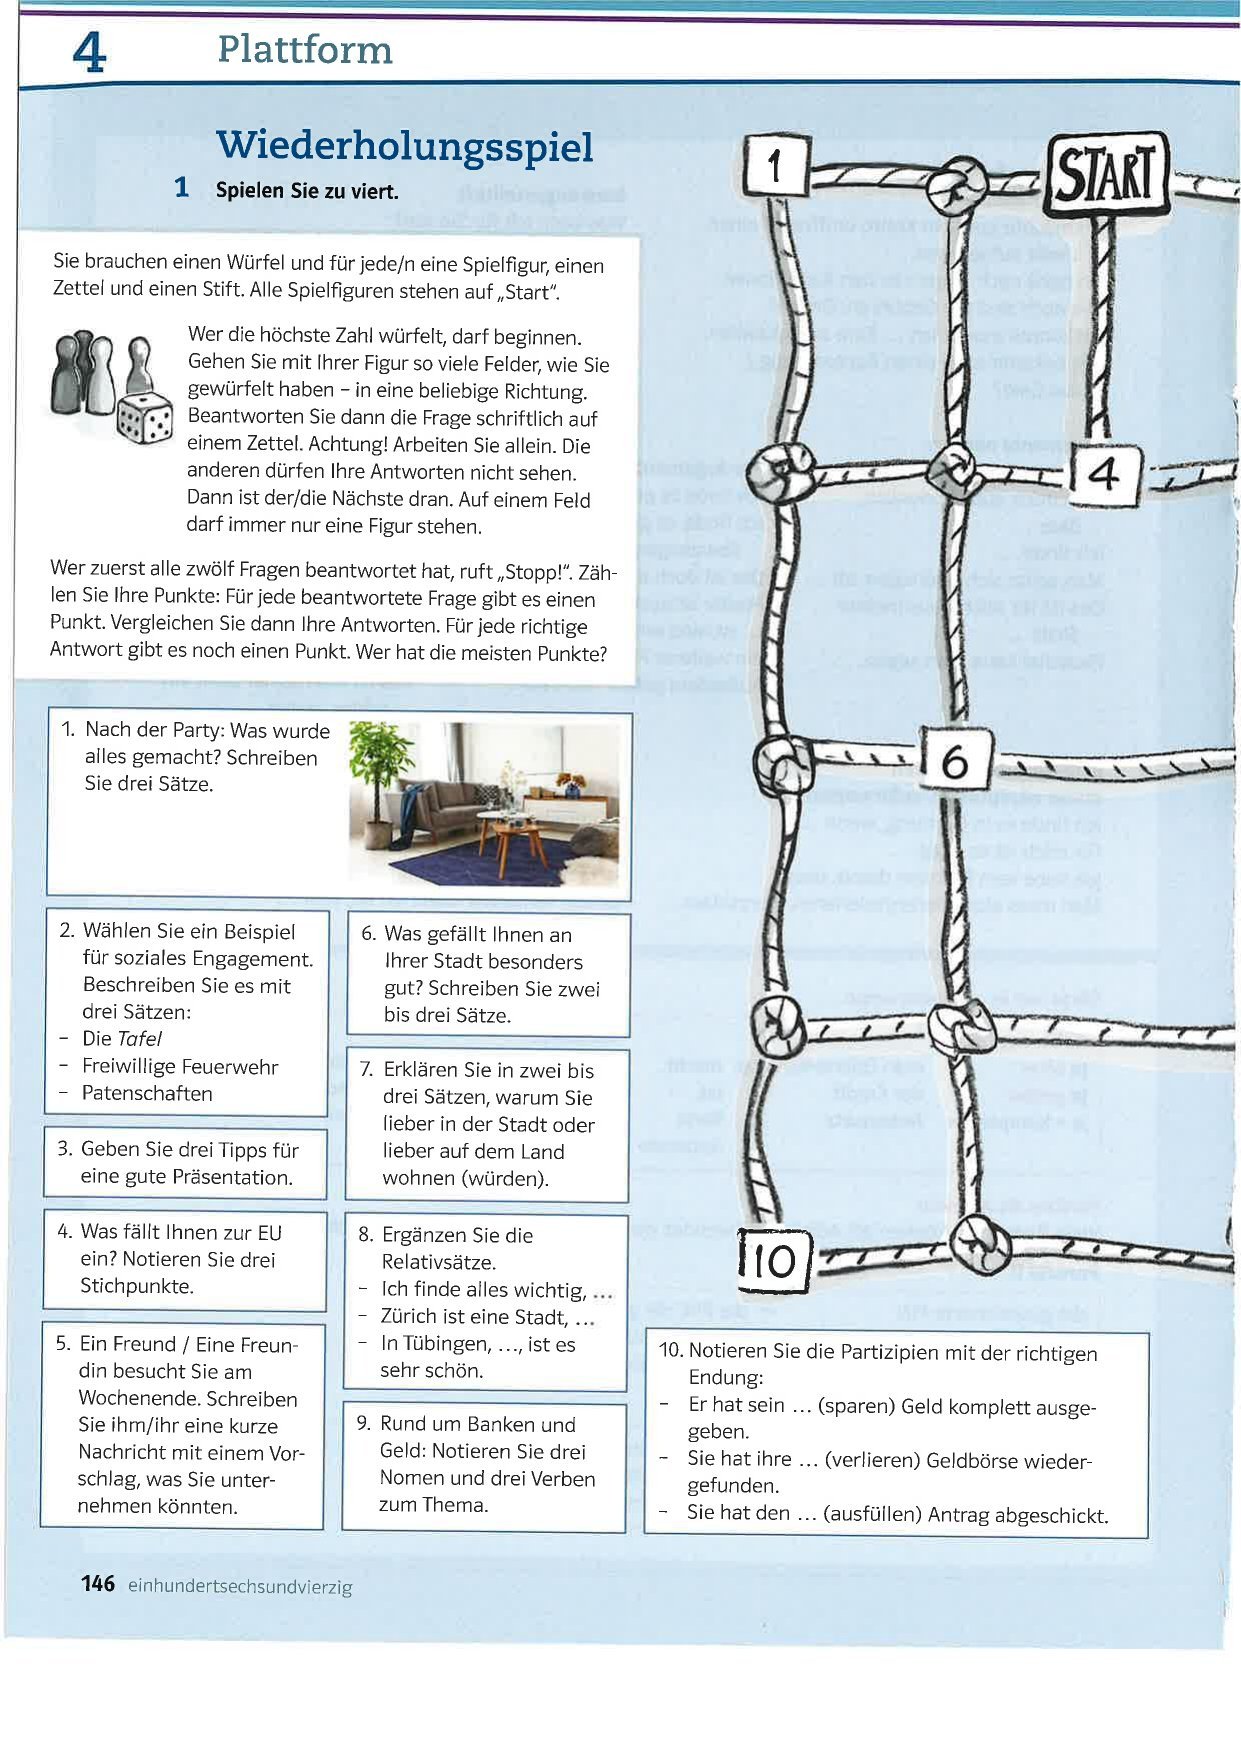 4 Plattform
Wiederholungsspiel
1 Spielen Sie zu viert.
Sie brauchen einen Würfel und für jede/n eine Spielfigur, einen
Zettel und einen Stift. Alle Spielfiguren stehen auf „Start“.
Wer die höchste Zahl würfelt, darf beginnen.
Gehen Sie mit Ihrer Figur so viele Felder, wie Sie
gewürfelt haben – in eine beliebige Richtung.
Beantworten Sie dann die Frage schriftlich auf
einem Zettel. Achtung! Arbeiten Sie allein. Die
anderen dürfen Ihre Antworten nicht sehen.
Dann ist der/die Nächste dran. Auf einem Feld
darf immer nur eine Figur stehen.
Wer zuerst alle zwölf Fragen beantwortet hat, ruft „Stopp!“. Zäh-
len Sie Ihre Punkte: Für jede beantwortete Frage gibt es einen
Punkt. Vergleichen Sie dann Ihre Antworten. Für jede richtige
Antwort gibt es noch einen Punkt. Wer hat die meisten Punkte?
1. Nach der Party: Was wurde
alles gemacht? Schreiben
Sie drei Sätze.
2. Wählen Sie ein Beispiel
für soziales Engagement.
Beschreiben Sie es mit
drei Sätzen:
– Die Tafel
– Freiwillige Feuerwehr
– Patenschaften
3. Geben Sie drei Tipps für
eine gute Präsentation.
4. Was fällt Ihnen zur EU
ein? Notieren Sie drei
Stichpunkte.
5. Ein Freund / Eine Freun-
din besucht Sie am
Wochenende. Schreiben
Sie ihm/ihr eine kurze
Nachricht mit einem Vor-
schlag, was Sie unter-
nehmen könnten.
6. Was gefällt Ihnen an
Ihrer Stadt besonders
gut? Schreiben Sie zwei
bis drei Sätze.
7. Erklären Sie in zwei bis
drei Sätzen, warum Sie
lieber in der Stadt oder
lieber auf dem Land
wohnen (würden).
8. Ergänzen Sie die
Relativsätze.
– Ich finde alles wichtig, ...
– Zürich ist eine Stadt, ...
– In Tübingen, ..., ist es
sehr schön.
9. Rund um Banken und
Geld: Notieren Sie drei
Nomen und drei Verben
zum Thema.
1
START
4
6
10
10. Notieren Sie die Partizipien mit der richtigen
Endung:
– Er hat sein ... (sparen) Geld komplett ausge-
geben.
– Sie hat ihre ... (verlieren) Geldbörse wieder-
gefunden.
– Sie hat den ... (ausfüllen) Antrag abgeschickt.
146 einhundertsechsundvierzig